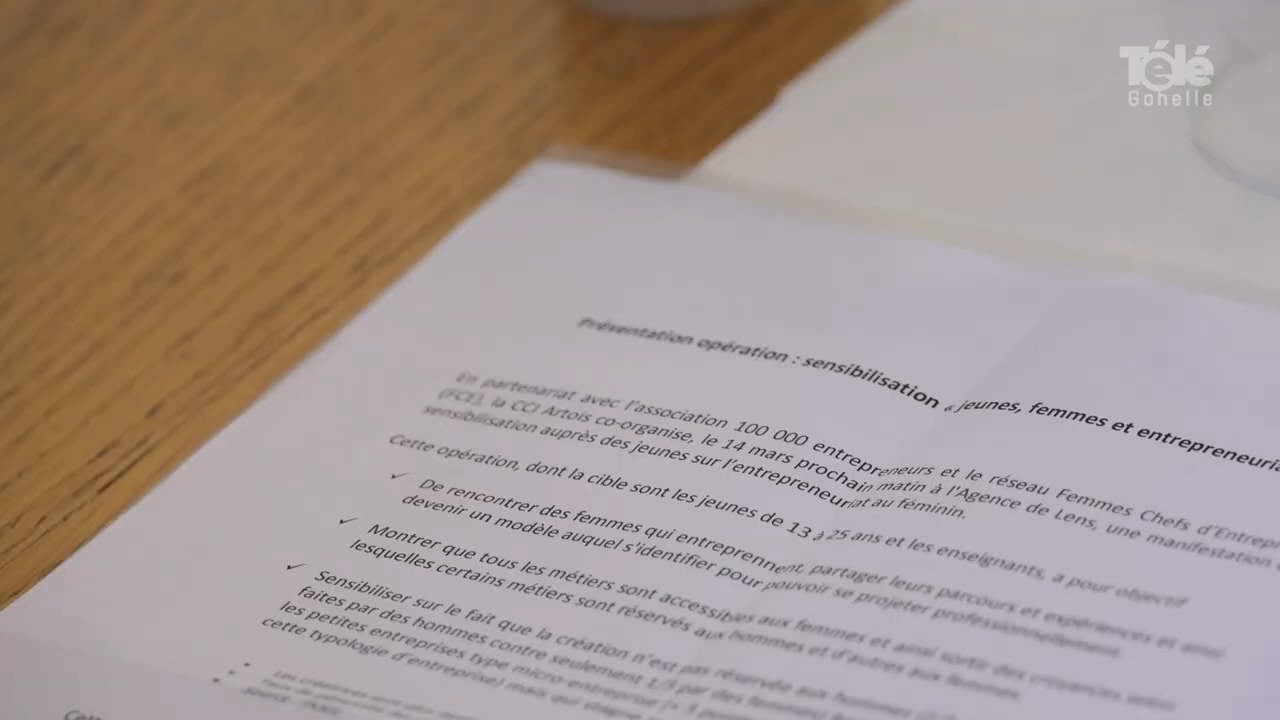 Télé
Gohelle
Présentation opération : sensibilisation « jeunes, femmes et entrepreneuria
En partenariat avec l'association 100 000 entrepreneurs et le réseau Femmes Chefs d'Entrepr
(FCE), la CCI Artois co-organise, le 14 mars prochain matin à l'Agence de Lens, une manifestation
sensibilisation auprès des jeunes sur l'entrepreneuriat au féminin.
Cette opération, dont la cible sont les jeunes de 13 à 25 ans et les enseignants, a pour objectif
✓ De rencontrer des femmes qui entreprennent, partager leurs parcours et expériences et ainsi
devenir un modèle auquel s'identifier pour pouvoir se projeter professionnellement.
✓ Montrer que tous les métiers sont accessibles aux femmes et ainsi sortir des croyances selon
lesquelles certains métiers sont réservés aux hommes et d'autres aux femmes.
✓ Sensibiliser sur le fait que la création n'est pas réservée aux hommes
faites par des hommes contre seulement 1/3 par des femmes)
les petites entreprises type micro-entreprise
cette typologie d'entreprise) mais que